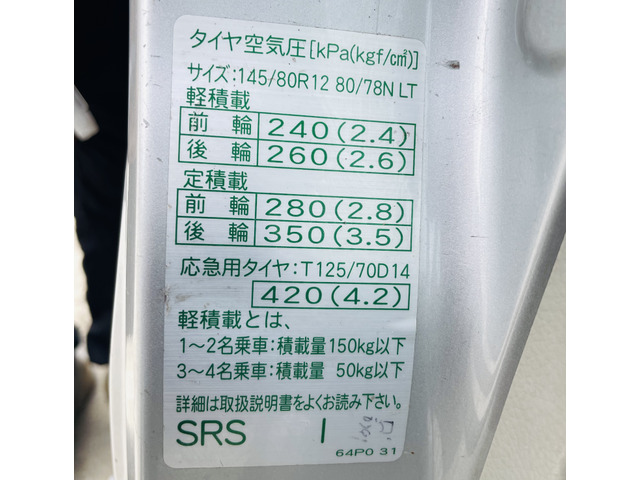 タイヤ空気圧[kPa(kgf/㎠)]
サイズ:145/80R12 80/78N LT
軽積載
前輪 240(2.4)
後輪 260(2.6)
定積載
前輪 280(2.8)
後輪 350(3.5)
応急用タイヤ:T125/70D14
420(4.2)
軽積載とは、
1～2名乗車:積載量 150kg以下
3～4名乗車:積載量 50kg以下
詳細は取扱説明書をよくお読み下さい。
SRS I
64P0 31